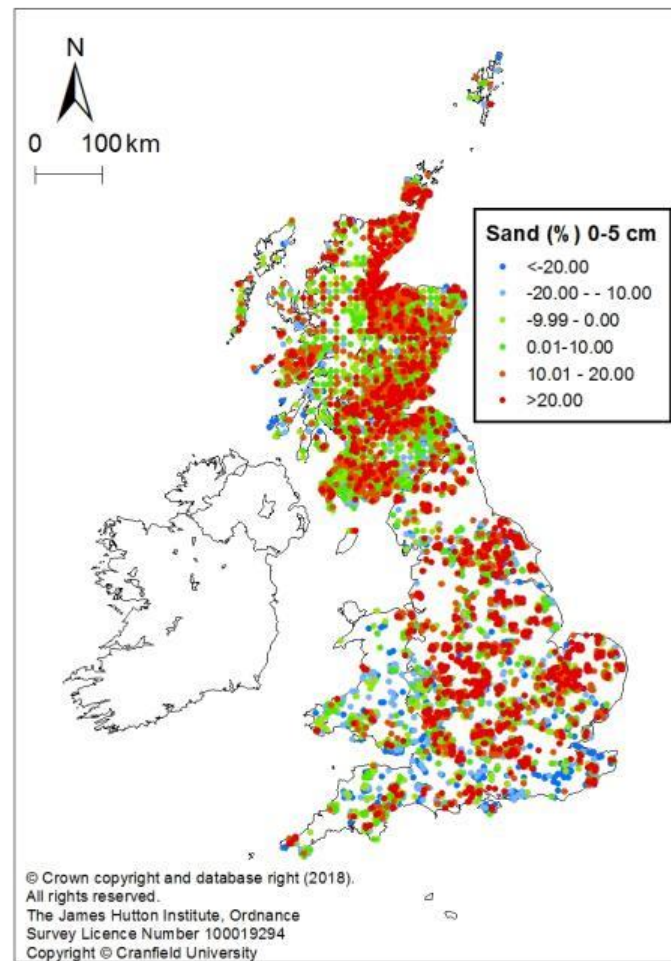 N
0 100 km
Sand (%) 0-5 cm
<-20.00
-20.00 - - 10.00
-9.99 - 0.00
0.01-10.00
10.01 - 20.00
>20.00
© Crown copyright and database right (2018).
All rights reserved.
The James Hutton Institute, Ordnance
Survey Licence Number 100019294
Copyright © Cranfield University